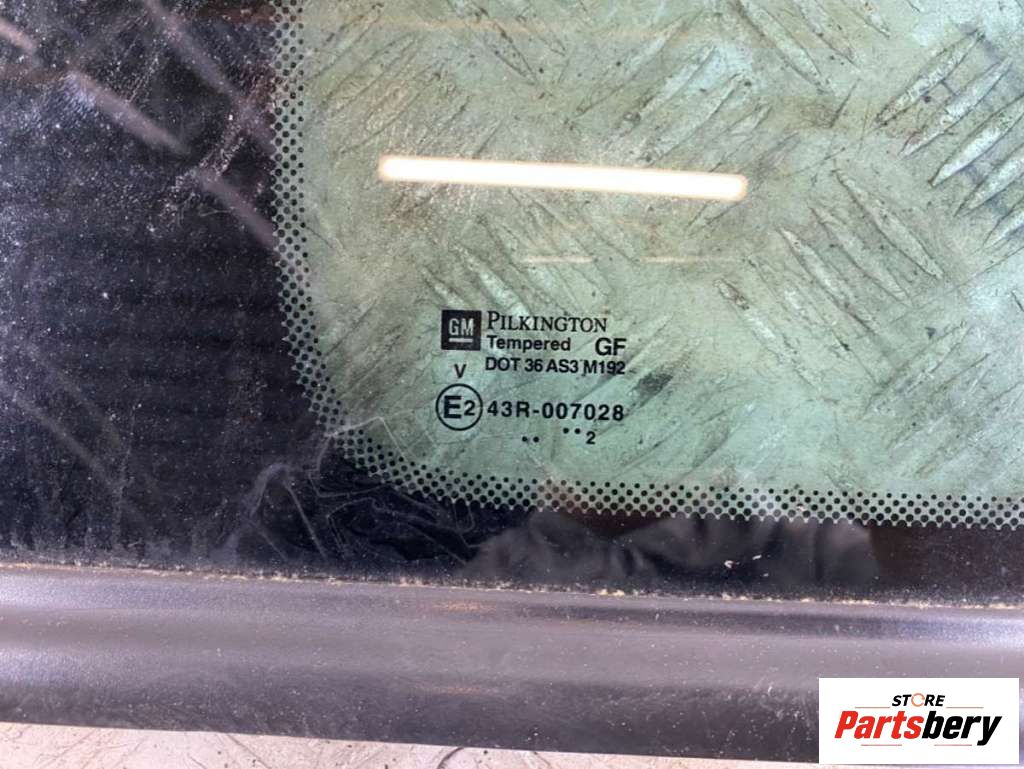 GM PILKINGTON
Tempered GF
DOT 36 AS3 M192
V
E2 43R-007028
.. ..2
STORE
Partsbery